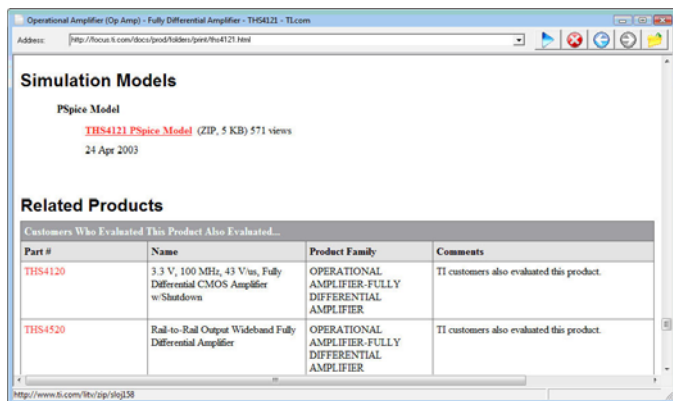 Operational Amplifier (Op Amp) - Fully Differential Amplifier - THS4121 - TI.com
Address: http://focus.ti.com/docs/prod/folders/print/ths4121.html
Simulation Models
PSpice Model
THS4121 PSpice Model (ZIP, 5 KB) 571 views
24 Apr 2003
Related Products
Customers Who Evaluated This Product Also Evaluated...
Part # Name Product Family Comments
THS4120 3.3 V, 100 MHz, 43 V/us, Fully OPERATIONAL TI customers also evaluated this product.
Differential CMOS Amplifier AMPLIFIER-FULLY
w/Shutdown DIFFERENTIAL
AMPLIFIER
THS4520 Rail-to-Rail Output Wideband Fully OPERATIONAL TI customers also evaluated this product.
Differential Amplifier AMPLIFIER-FULLY
DIFFERENTIAL
AMPLIFIER
http://www.ti.com/litv/zip/sloj158